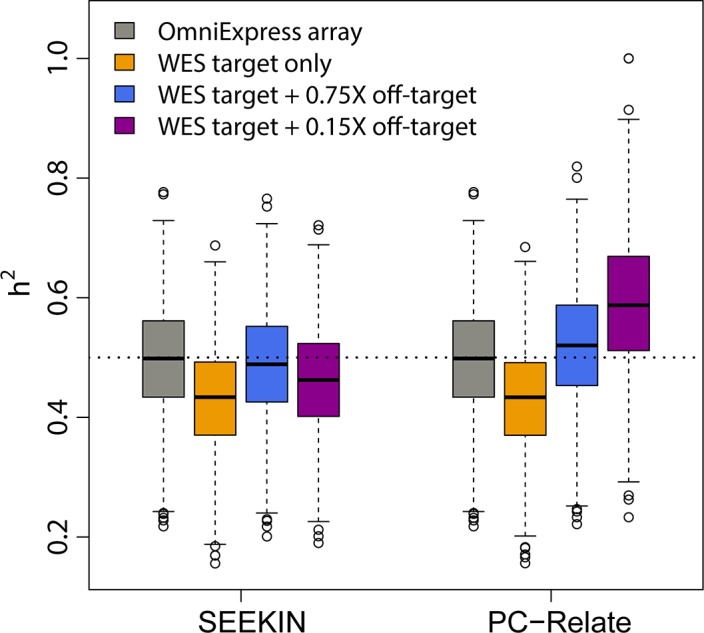 OmniExpress array
WES target only
WES target + 0.75X off-target
WES target + 0.15X off-target
h²
1.0
0.8
0.6
0.4
0.2
SEEKIN
PC−Relate